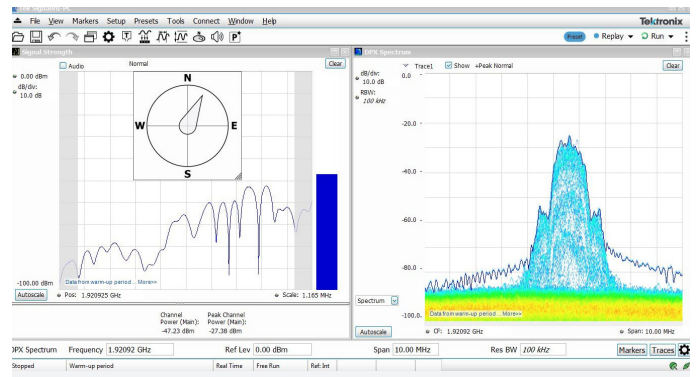 File View Markers Setup Presets Tools Connect Window Help
Tektronix
Preset Replay Run
Signal Strength
DPX Spectrum
Audio Normal Clear
0.00 dBm
dB/div:
10.0 dB
N
W E
S
-100.00 dBm
Data from warm-up period... More>>
Autoscale Pos: 1.920925 GHz Scale: 1.165 MHz
Channel Power (Main): Peak Channel Power (Main):
-47.23 dBm -27.38 dBm
Trace1 Show +Peak Normal Clear
dB/div:
10.0 dB
RBW:
100 kHz
0.0
-20.0
-40.0
-60.0
-80.0
-100.0
Spectrum
Data from warm-up period... More>>
Autoscale CF: 1.92092 GHz Span: 10.00 MHz
DPX Spectrum Frequency 1.92092 GHz Ref Lev 0.00 dBm Span 10.00 MHz Res BW 100 kHz Markers Traces
Stopped Warm-up period Real Time Free Run Ref: Int